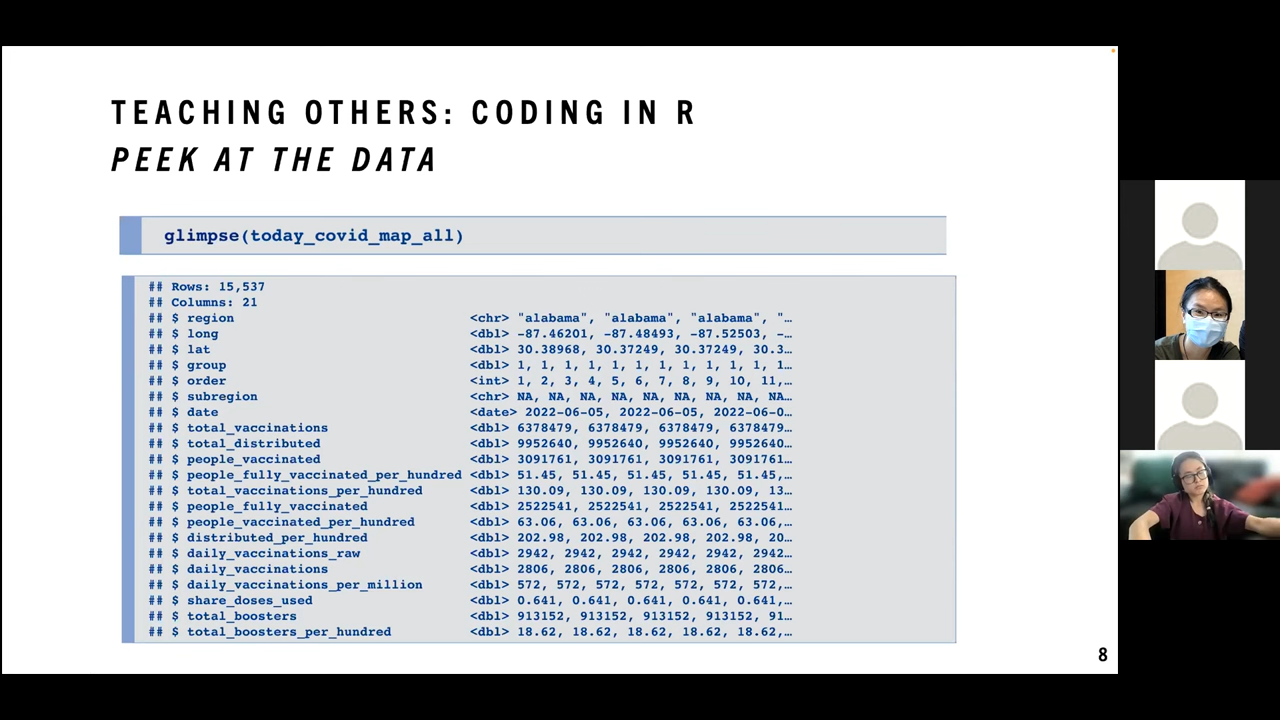 TEACHING OTHERS: CODING IN R
PEEK AT THE DATA
glimpse(today_covid_map_all)
## Rows: 15,537
## Columns: 21
## $ region <chr> "alabama", "alabama", "alabama", "…
## $ long <dbl> -87.46201, -87.48493, -87.52503, -…
## $ lat <dbl> 30.38968, 30.37249, 30.37249, 30.3…
## $ group <dbl> 1, 1, 1, 1, 1, 1, 1, 1, 1, 1, 1, 1…
## $ order <int> 1, 2, 3, 4, 5, 6, 7, 8, 9, 10, 11,…
## $ subregion <chr> NA, NA, NA, NA, NA, NA, NA, NA, NA…
## $ date <date> 2022-06-05, 2022-06-05, 2022-06-0…
## $ total_vaccinations <dbl> 6378479, 6378479, 6378479, 6378479…
## $ total_distributed <dbl> 9952640, 9952640, 9952640, 9952640…
## $ people_vaccinated <dbl> 3091761, 3091761, 3091761, 3091761…
## $ people_fully_vaccinated_per_hundred <dbl> 51.45, 51.45, 51.45, 51.45, 51.45,…
## $ total_vaccinations_per_hundred <dbl> 130.09, 130.09, 130.09, 130.09, 13…
## $ people_fully_vaccinated <dbl> 2522541, 2522541, 2522541, 2522541…
## $ people_vaccinated_per_hundred <dbl> 63.06, 63.06, 63.06, 63.06, 63.06,…
## $ distributed_per_hundred <dbl> 202.98, 202.98, 202.98, 202.98, 20…
## $ daily_vaccinations_raw <dbl> 2942, 2942, 2942, 2942, 2942, 2942…
## $ daily_vaccinations <dbl> 2806, 2806, 2806, 2806, 2806, 2806…
## $ daily_vaccinations_per_million <dbl> 572, 572, 572, 572, 572, 572, 572,…
## $ share_doses_used <dbl> 0.641, 0.641, 0.641, 0.641, 0.641,…
## $ total_boosters <dbl> 913152, 913152, 913152, 913152, 91…
## $ total_boosters_per_hundred <dbl> 18.62, 18.62, 18.62, 18.62, 18.62,…
8